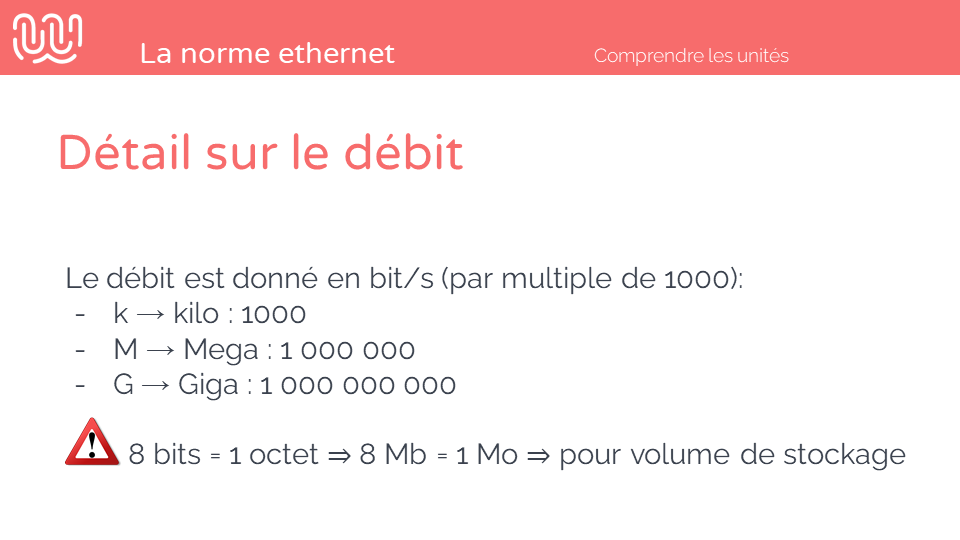 La norme ethernet
Comprendre les unités
Détail sur le débit
Le débit est donné en bit/s (par multiple de 1000):
- k → kilo : 1000
- M → Mega : 1 000 000
- G → Giga : 1 000 000 000
8 bits = 1 octet ⇒ 8 Mb = 1 Mo ⇒ pour volume de stockage